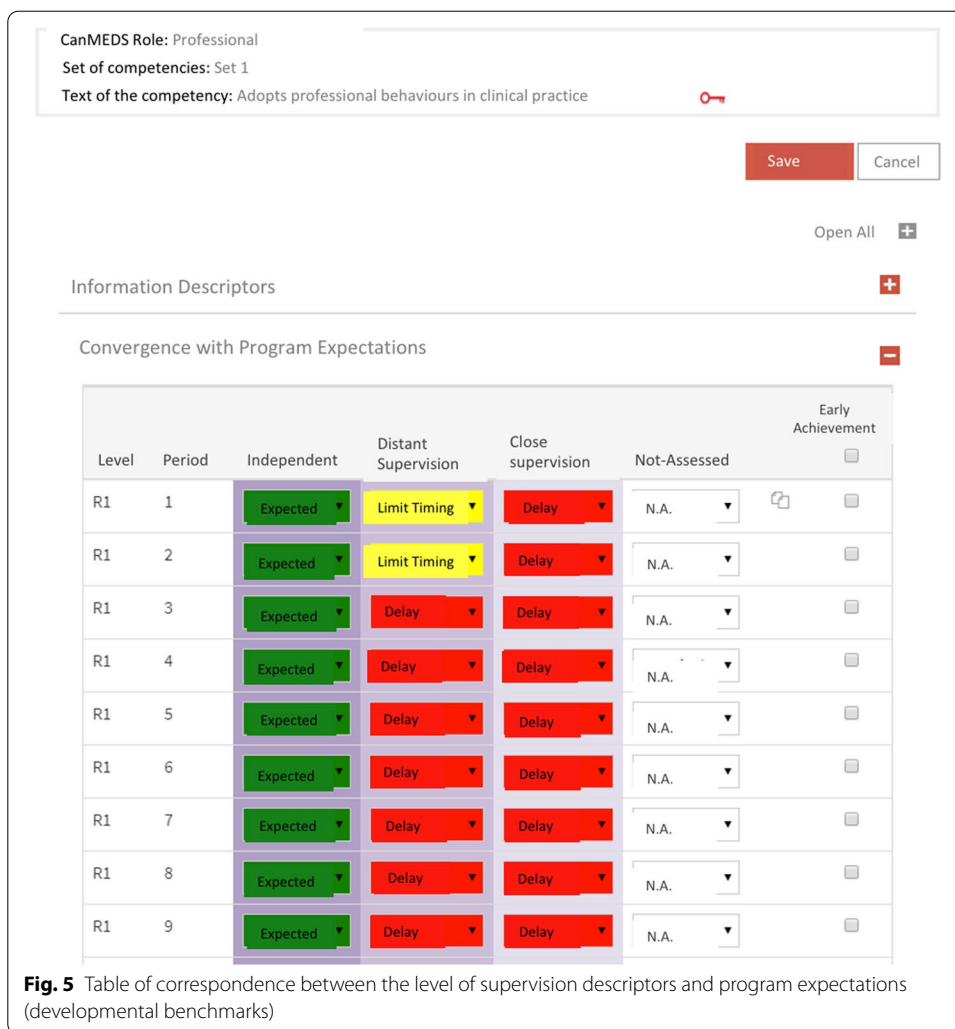 CanMEDS Role: Professional
Set of competencies: Set 1
Text of the competency: Adopts professional behaviours in clinical practice
Save Cancel
Open All
Information Descriptors
Convergence with Program Expectations
Level Period Independent Distant Supervision Close supervision Not-Assessed Early Achievement
R1 1 Expected Limit Timing Delay N.A.
R1 2 Expected Limit Timing Delay N.A.
R1 3 Expected Delay Delay N.A.
R1 4 Expected Delay Delay N.A.
R1 5 Expected Delay Delay N.A.
R1 6 Expected Delay Delay N.A.
R1 7 Expected Delay Delay N.A.
R1 8 Expected Delay Delay N.A.
R1 9 Expected Delay Delay N.A.
Fig. 5 Table of correspondence between the level of supervision descriptors and program expectations
(developmental benchmarks)